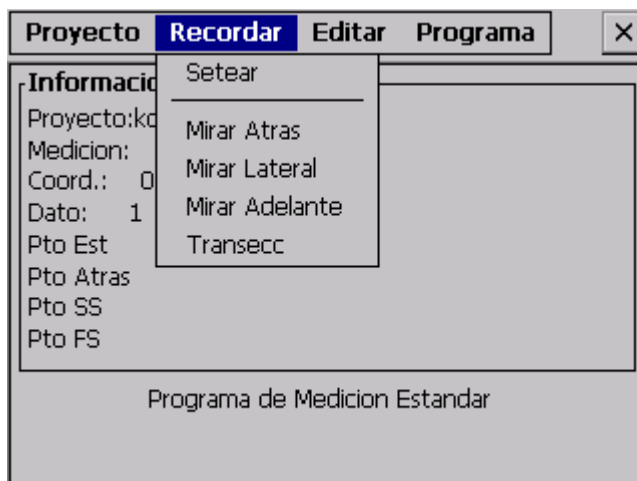 Proyecto Recordar Editar Programa
Setear
Mirar Atras
Mirar Lateral
Mirar Adelante
Transecc
Proyecto:
Medicion:
Coord.: 0
Dato: 1
Pto Est
Pto Atras
Pto SS
Pto FS
Programa de Medicion Estandar